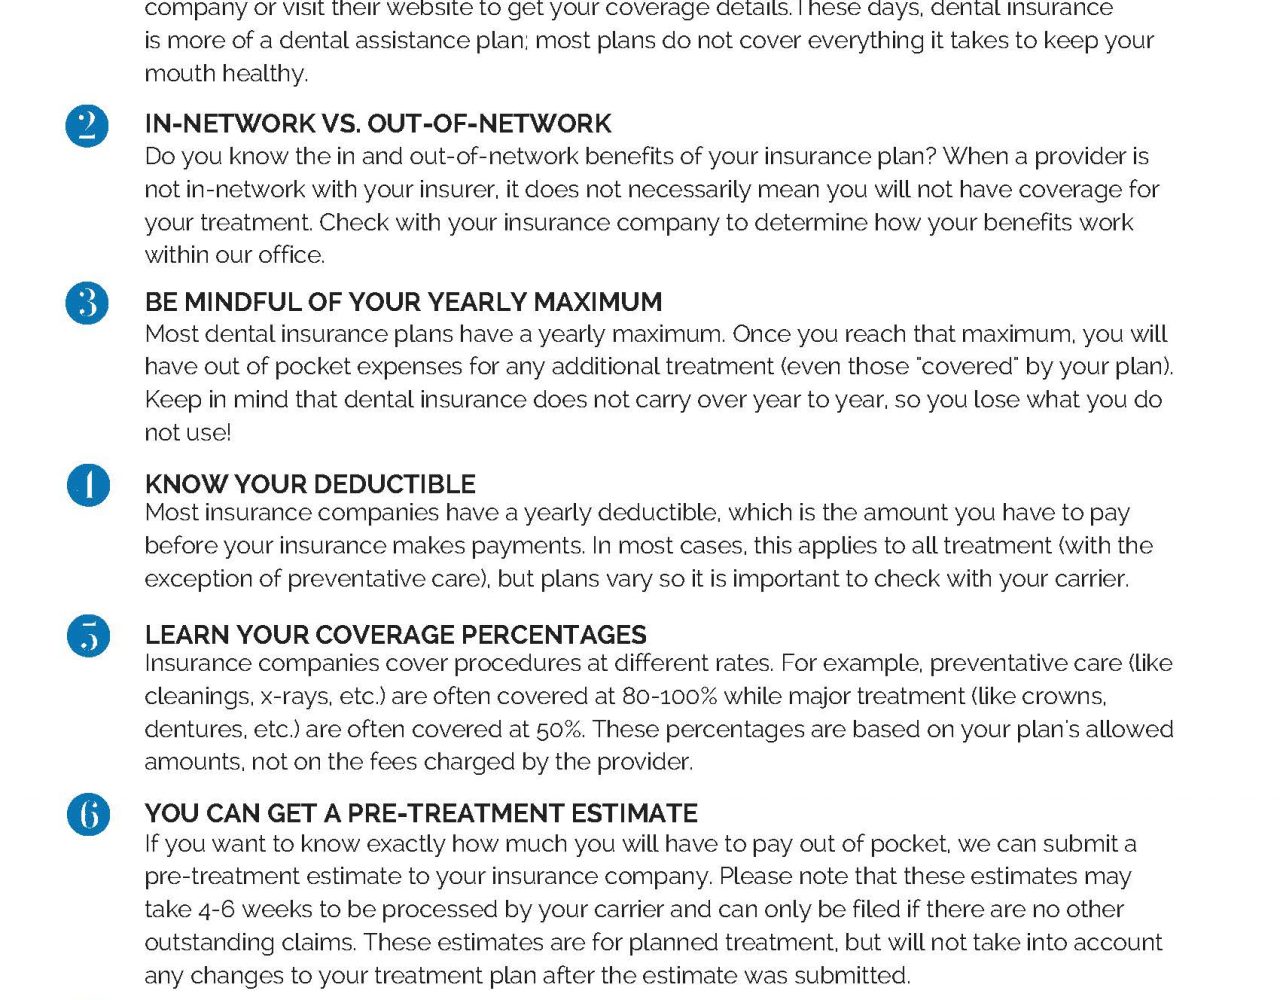 company or visit their website to get your coverage details. These days, dental insurance
is more of a dental assistance plan; most plans do not cover everything it takes to keep your
mouth healthy.
2 IN-NETWORK VS. OUT-OF-NETWORK
Do you know the in and out-of-network benefits of your insurance plan? When a provider is
not in-network with your insurer, it does not necessarily mean you will not have coverage for
your treatment. Check with your insurance company to determine how your benefits work
within our office.
3 BE MINDFUL OF YOUR YEARLY MAXIMUM
Most dental insurance plans have a yearly maximum. Once you reach that maximum, you will
have out of pocket expenses for any additional treatment (even those "covered" by your plan).
Keep in mind that dental insurance does not carry over year to year, so you lose what you do
not use!
4 KNOW YOUR DEDUCTIBLE
Most insurance companies have a yearly deductible, which is the amount you have to pay
before your insurance makes payments. In most cases, this applies to all treatment (with the
exception of preventative care), but plans vary so it is important to check with your carrier.
5 LEARN YOUR COVERAGE PERCENTAGES
Insurance companies cover procedures at different rates. For example, preventative care (like
cleanings, x-rays, etc.) are often covered at 80-100% while major treatment (like crowns,
dentures, etc.) are often covered at 50%. These percentages are based on your plan's allowed
amounts, not on the fees charged by the provider.
6 YOU CAN GET A PRE-TREATMENT ESTIMATE
If you want to know exactly how much you will have to pay out of pocket, we can submit a
pre-treatment estimate to your insurance company. Please note that these estimates may
take 4-6 weeks to be processed by your carrier and can only be filed if there are no other
outstanding claims. These estimates are for planned treatment, but will not take into account
any changes to your treatment plan after the estimate was submitted.